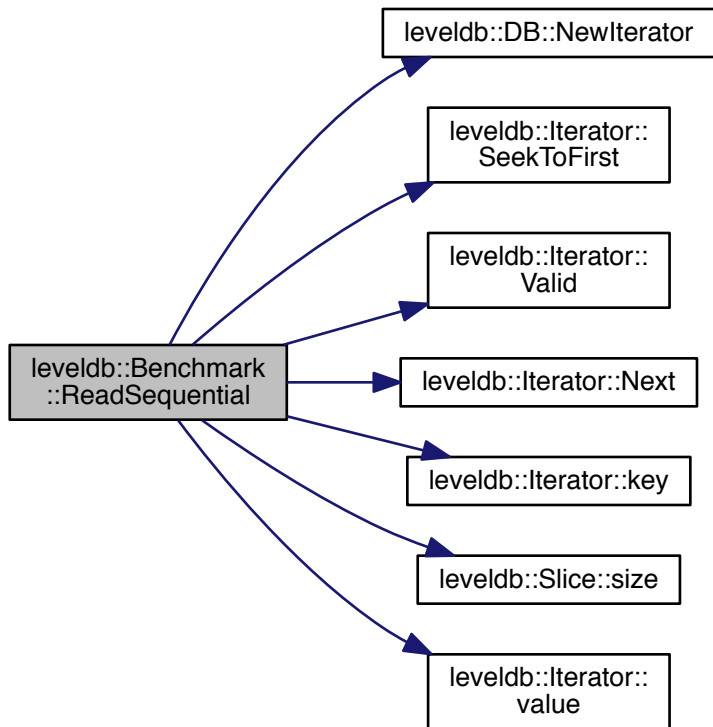 leveldb::DB::NewIterator
leveldb::Iterator::
SeekToFirst
leveldb::Iterator::
Valid
leveldb::Benchmark
::ReadSequential
leveldb::Iterator::Next
leveldb::Iterator::key
leveldb::Slice::size
leveldb::Iterator::
value